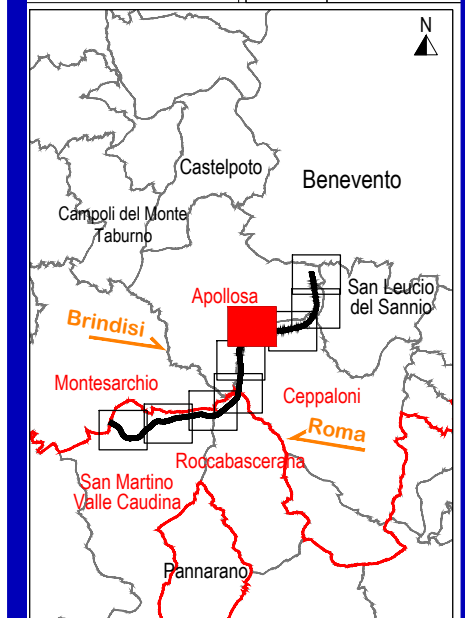 N
Castelpoto
Benevento
Campoli del Monte
Taburno
San Leucio
del Sannio
Apollosa
Brindisi
Montesarchio
Ceppaloni
Roma
Roccabascerana
San Martino
Valle Caudina
Pannarano